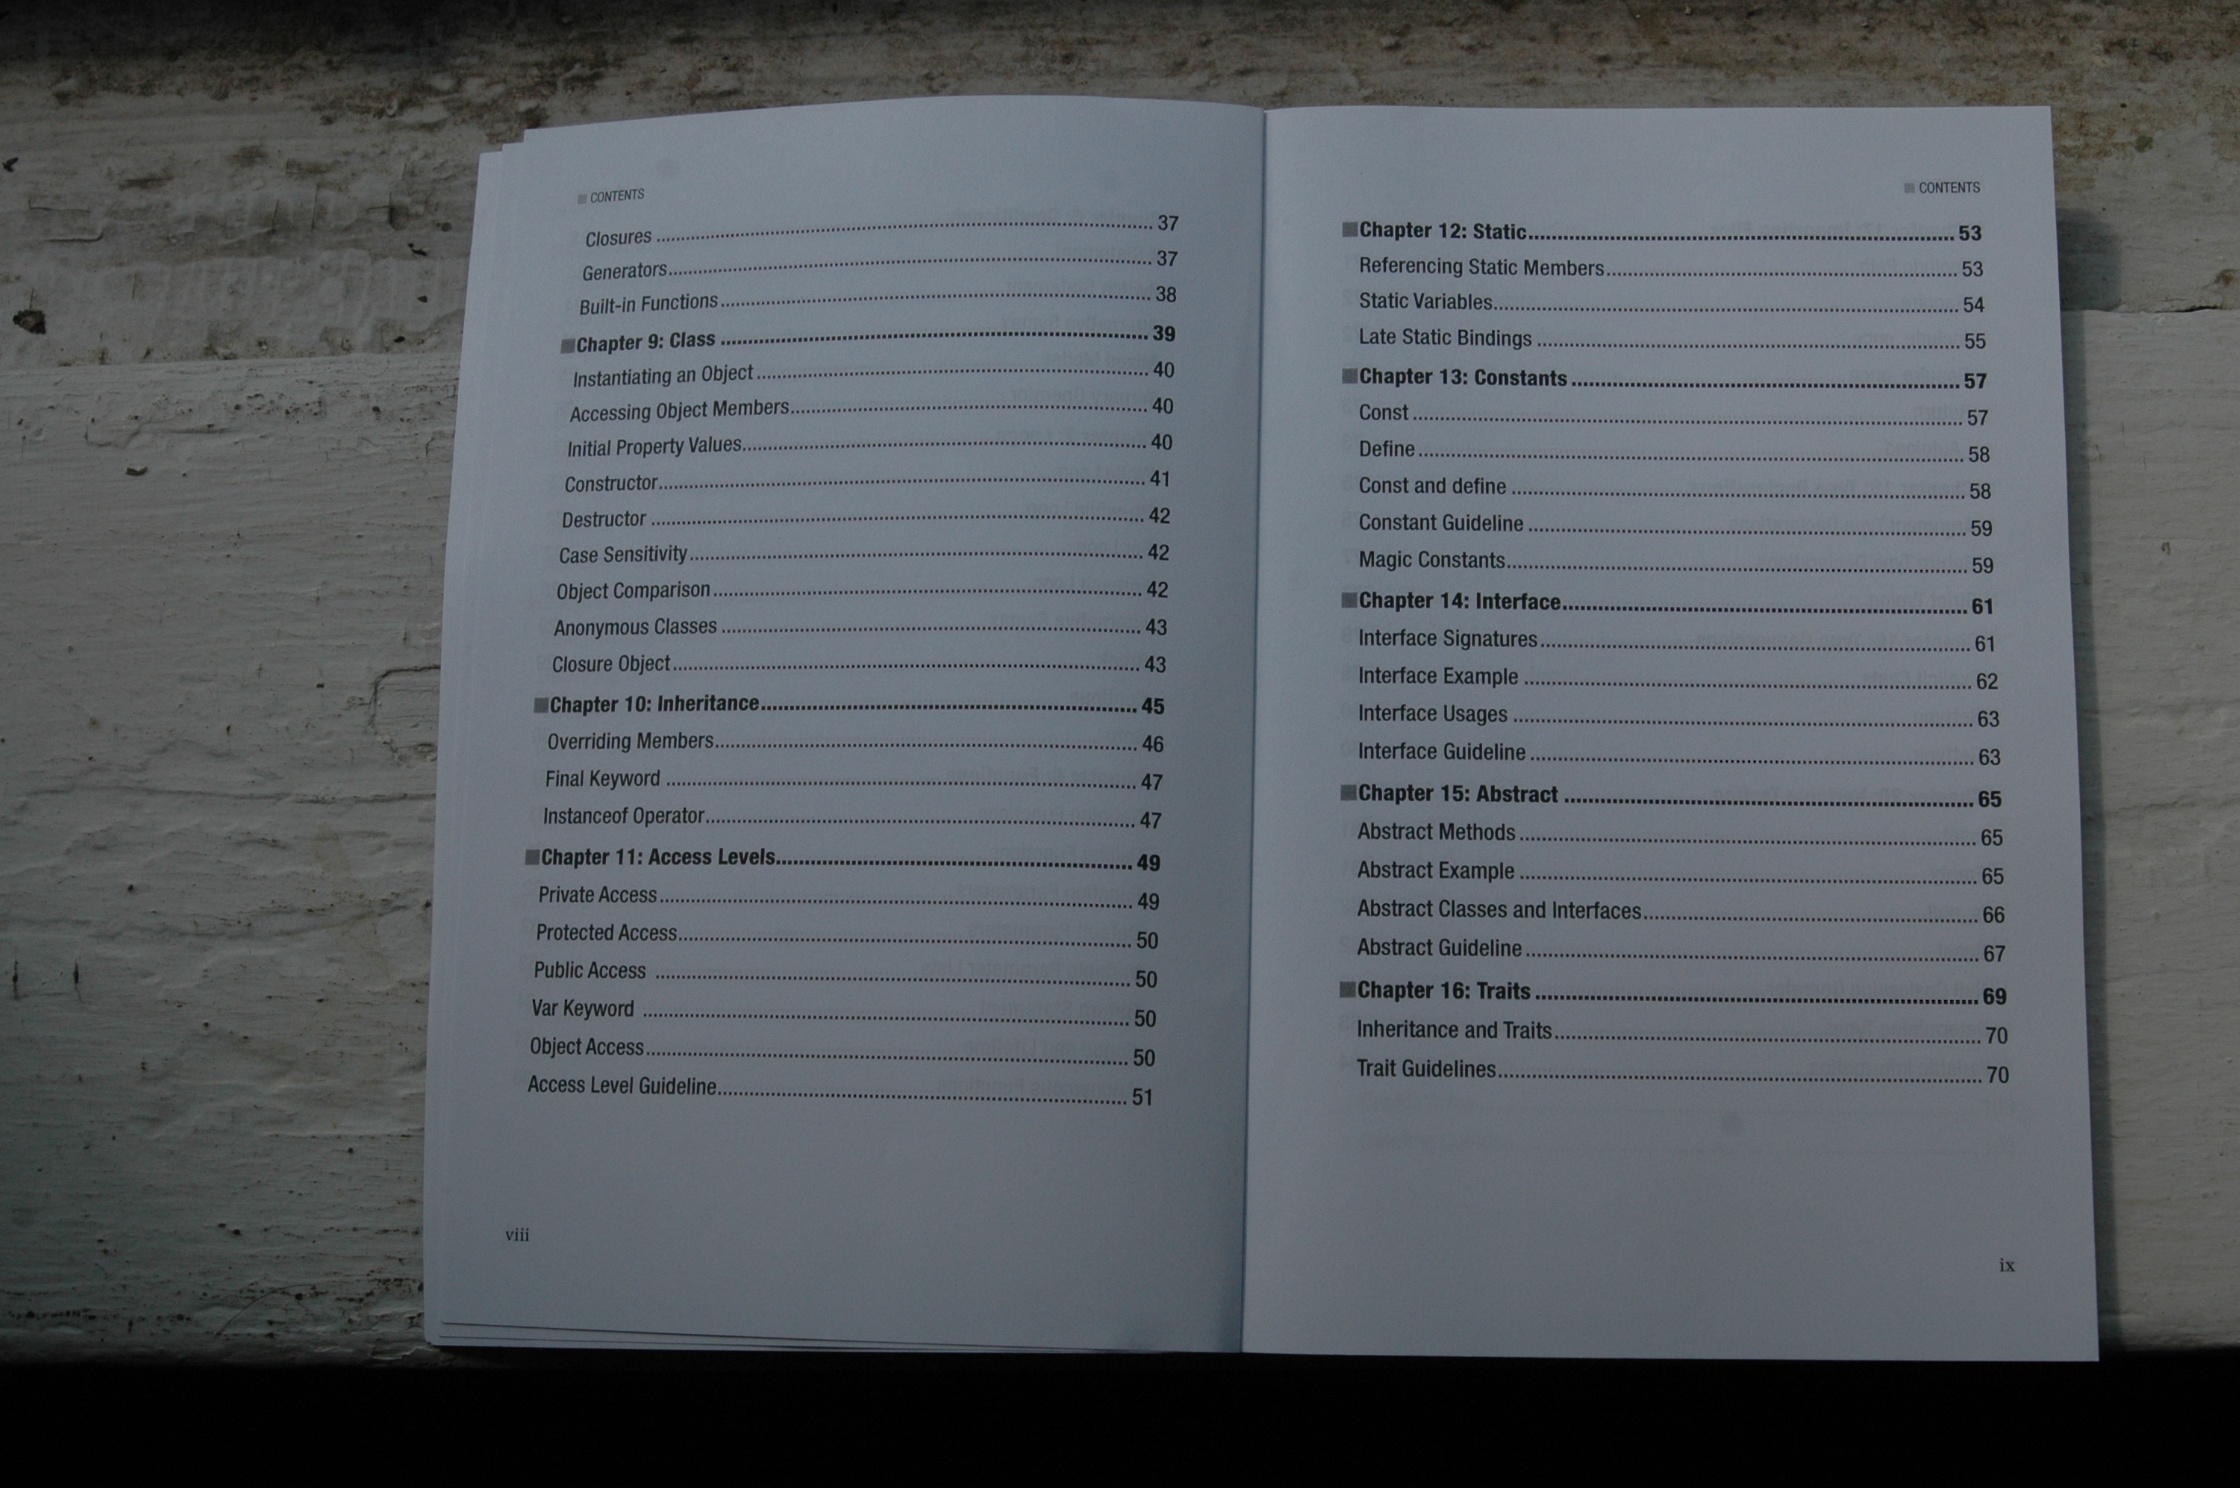 CONTENTS
Closures ........ 37
Generators ........ 37
Built-in Functions ........ 38
Chapter 9: Class ........ 39
Instantiating an Object ........ 40
Accessing Object Members ........ 40
Initial Property Values ........ 40
Constructor ........ 41
Destructor ........ 42
Case Sensitivity ........ 42
Object Comparison ........ 42
Anonymous Classes ........ 43
Closure Object ........ 43
Chapter 10: Inheritance ........ 45
Overriding Members ........ 46
Final Keyword ........ 47
Instanceof Operator ........ 47
Chapter 11: Access Levels ........ 49
Private Access ........ 49
Protected Access ........ 50
Public Access ........ 50
Var Keyword ........ 50
Object Access ........ 50
Access Level Guideline ........ 51
viii
CONTENTS
Chapter 12: Static ........ 53
Referencing Static Members ........ 53
Static Variables ........ 54
Late Static Bindings ........ 55
Chapter 13: Constants ........ 57
Const ........ 57
Define ........ 58
Const and define ........ 58
Constant Guideline ........ 59
Magic Constants ........ 59
Chapter 14: Interface ........ 61
Interface Signatures ........ 61
Interface Example ........ 62
Interface Usages ........ 63
Interface Guideline ........ 63
Chapter 15: Abstract ........ 65
Abstract Methods ........ 65
Abstract Example ........ 65
Abstract Classes and Interfaces ........ 66
Abstract Guideline ........ 67
Chapter 16: Traits ........ 69
Inheritance and Traits ........ 70
Trait Guidelines ........ 70
ix